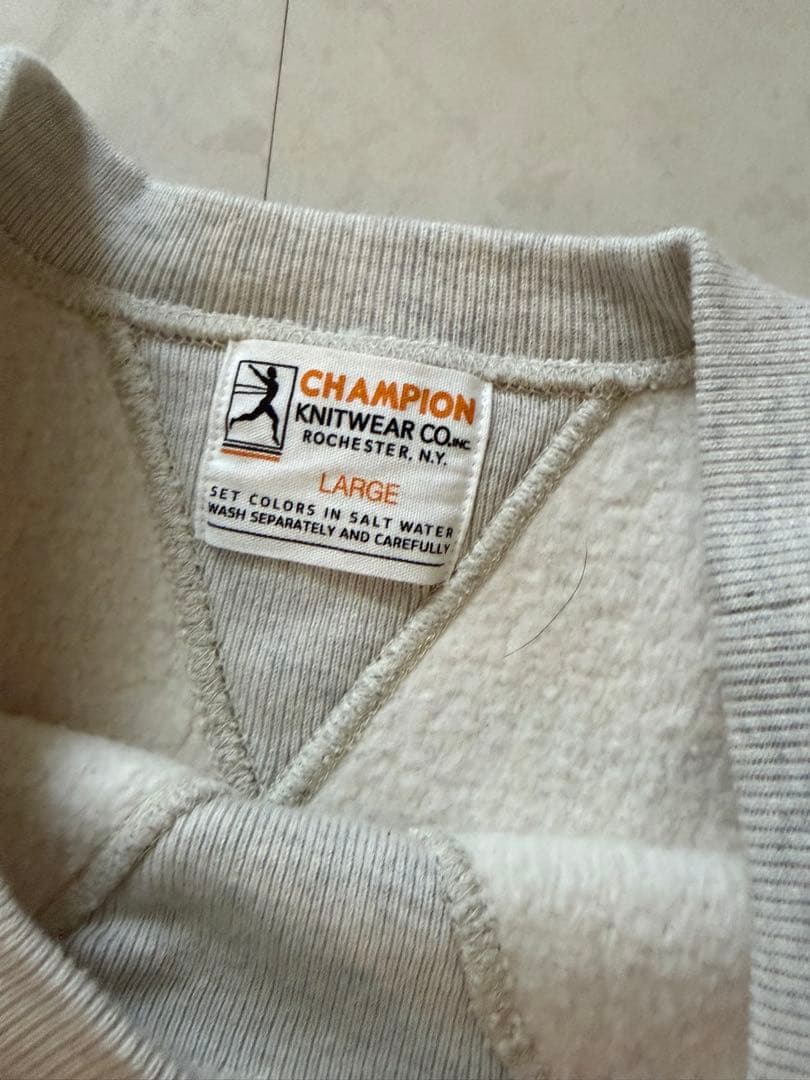 CHAMPION
KNITWEAR CO. INC.
ROCHESTER, N.Y.
LARGE
SET COLORS IN SALT WATER
WASH SEPARATELY AND CAREFULLY